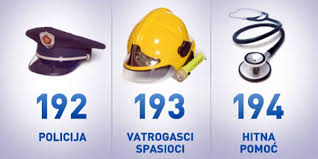 192 193 194
POLICIJA VATROGASCI HITNA
SPASIOCI POMOĆ